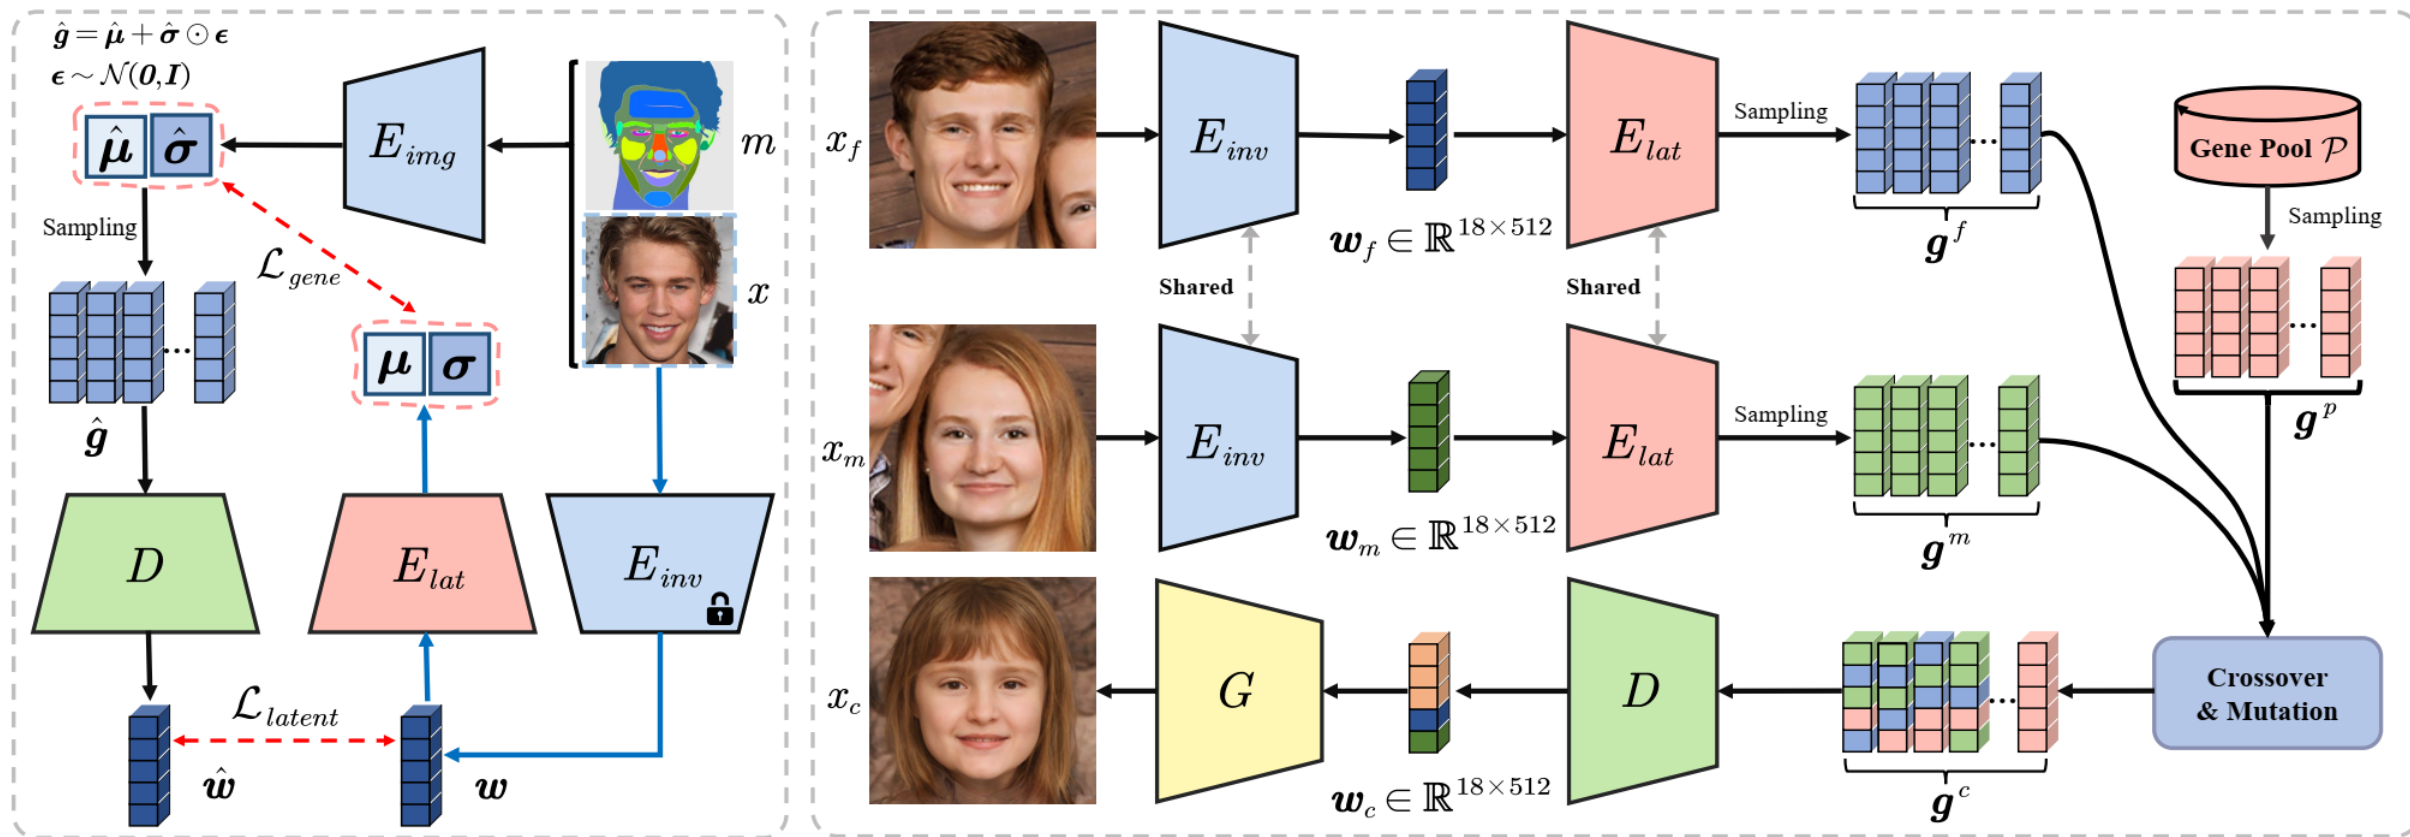 ĝ = μ̂ + σ̂ ⊙ ϵ
ϵ ∼ 𝒩(0, I)
μ̂ σ̂
E_img
m
x
Sampling
ℒ_gene
μ σ
ĝ
D
E_lat
E_inv
ℒ_latent
ŵ
w
x_f
E_inv
w_f ∈ ℝ^{18×512}
E_lat
Sampling
g^f
Gene Pool 𝒫
Sampling
g^p
Shared
Shared
x_m
E_inv
w_m ∈ ℝ^{18×512}
E_lat
Sampling
g^m
x_c
G
w_c ∈ ℝ^{18×512}
D
g^c
Crossover
& Mutation